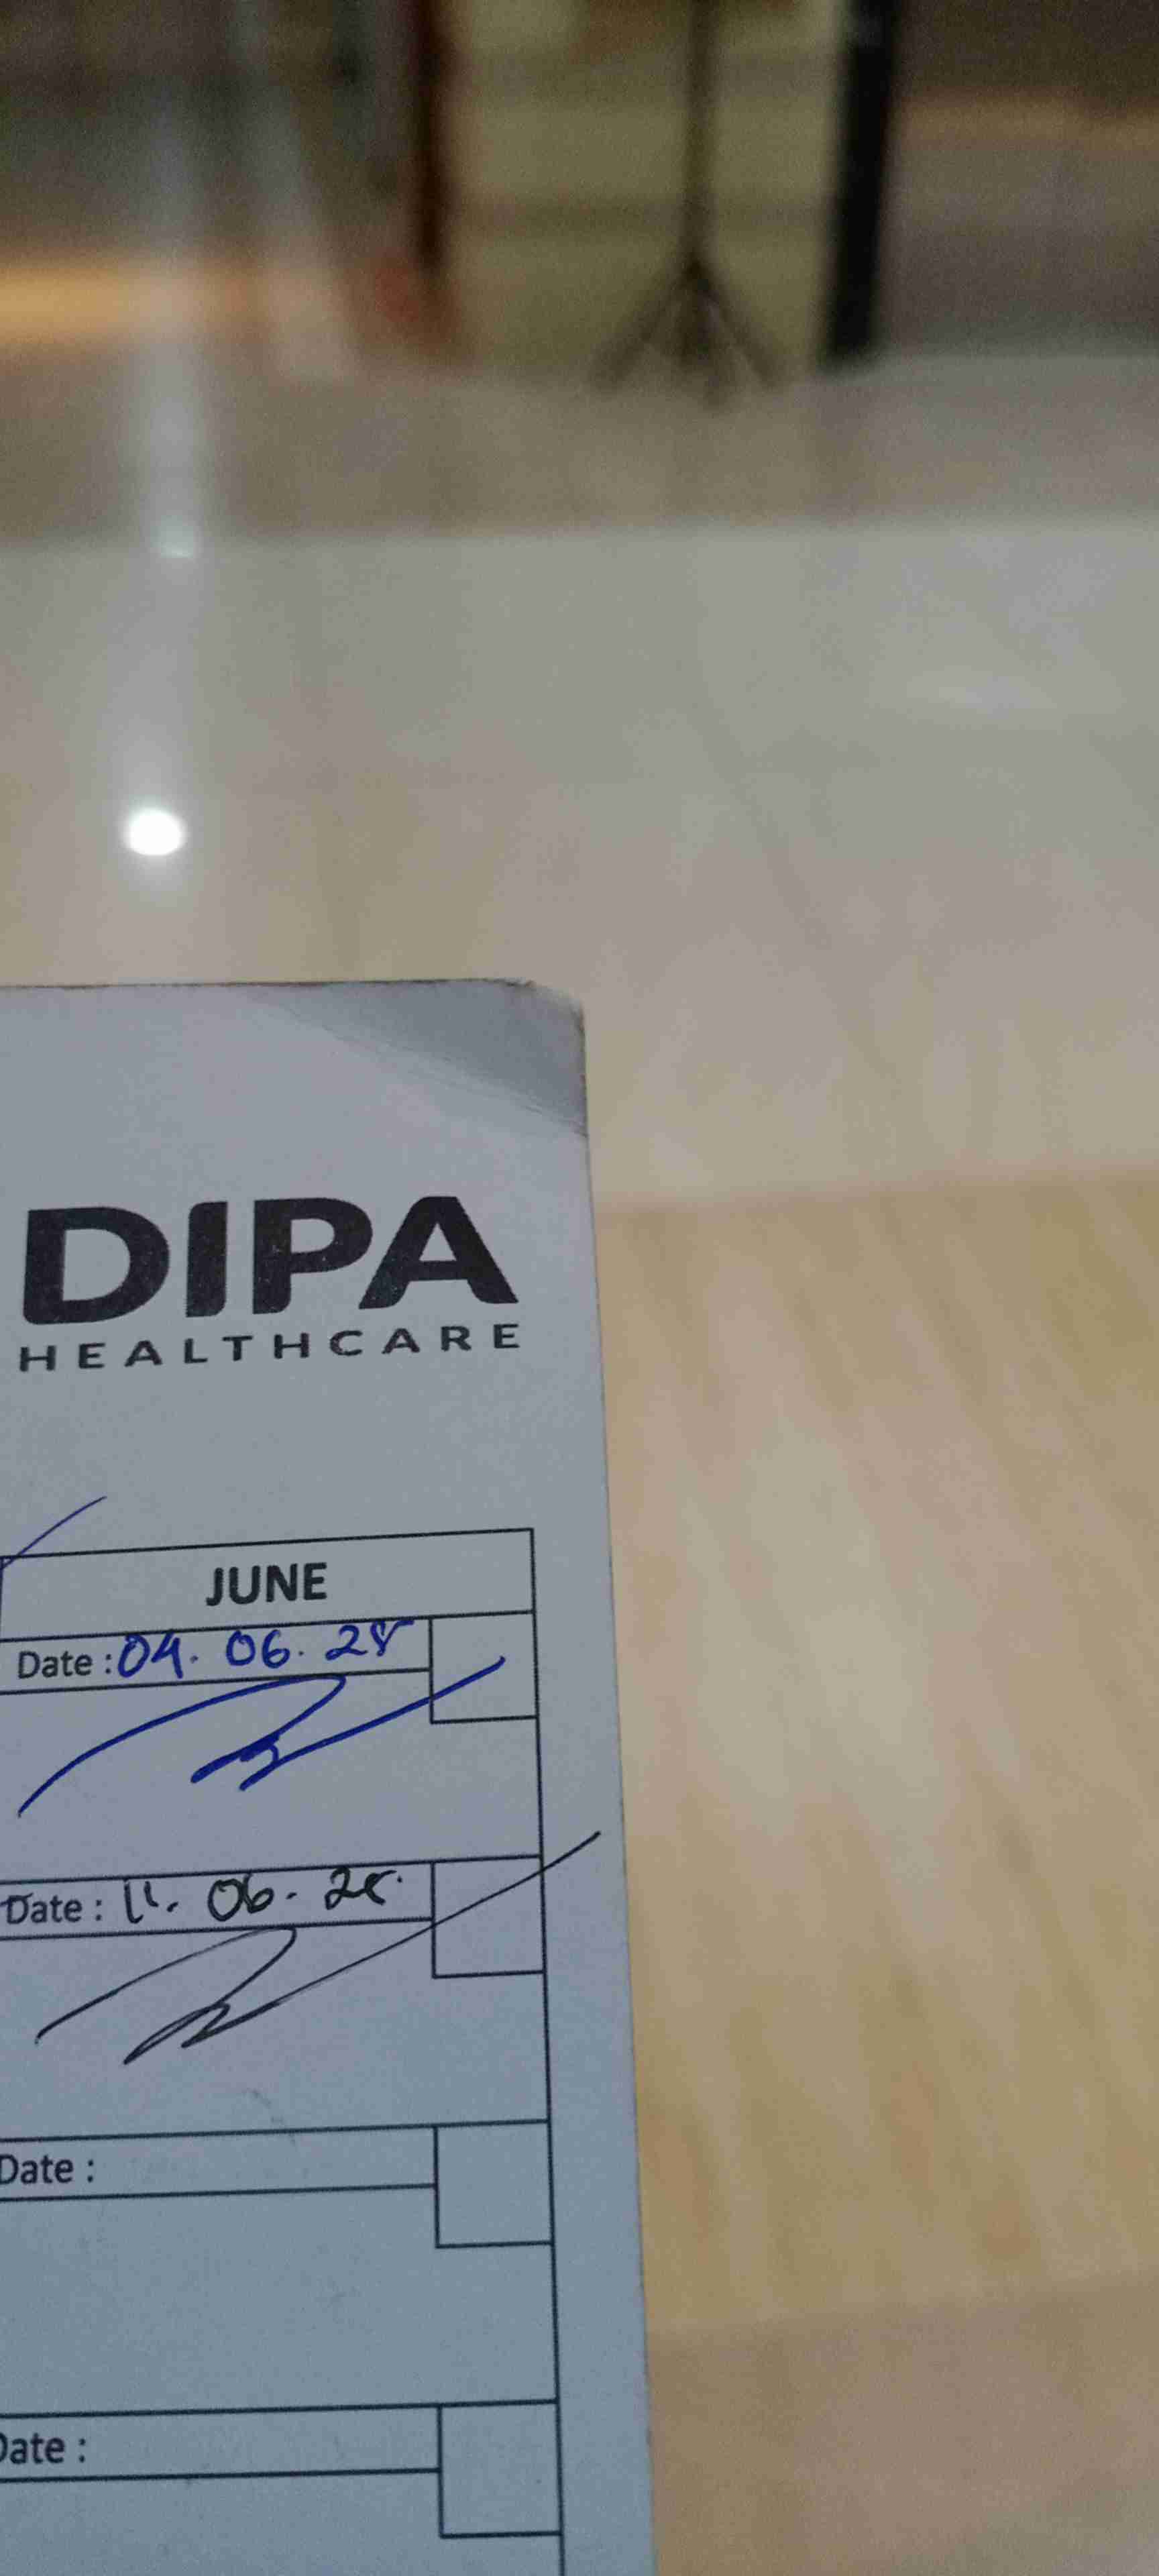 DIPA
HEALTHCARE
JUNE
Date : 04. 06. 25
Date : 11. 06. 25.
Date :
Date :